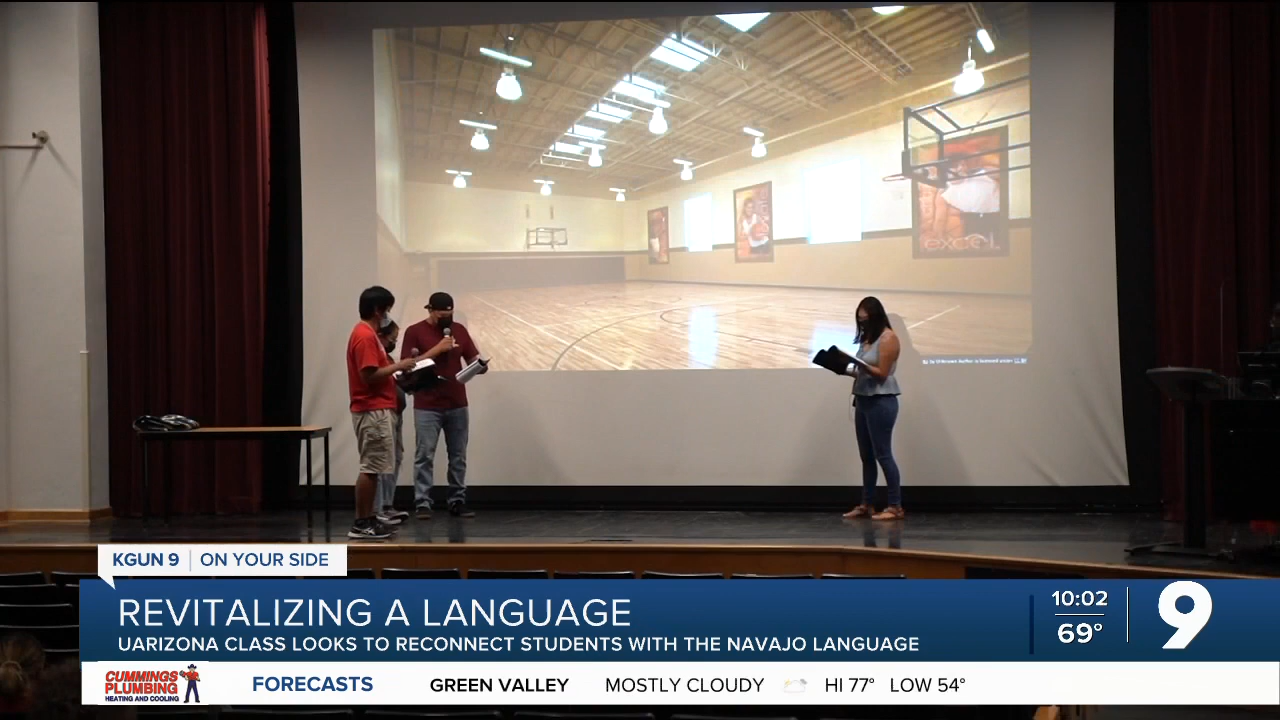 excel
KGUN 9 | ON YOUR SIDE
REVITALIZING A LANGUAGE
UARIZONA CLASS LOOKS TO RECONNECT STUDENTS WITH THE NAVAJO LANGUAGE
10:02
69°
9
CUMMINGS
PLUMBING
HEATING AND COOLING
FORECASTS
GREEN VALLEY MOSTLY CLOUDY HI 77° LOW 54°